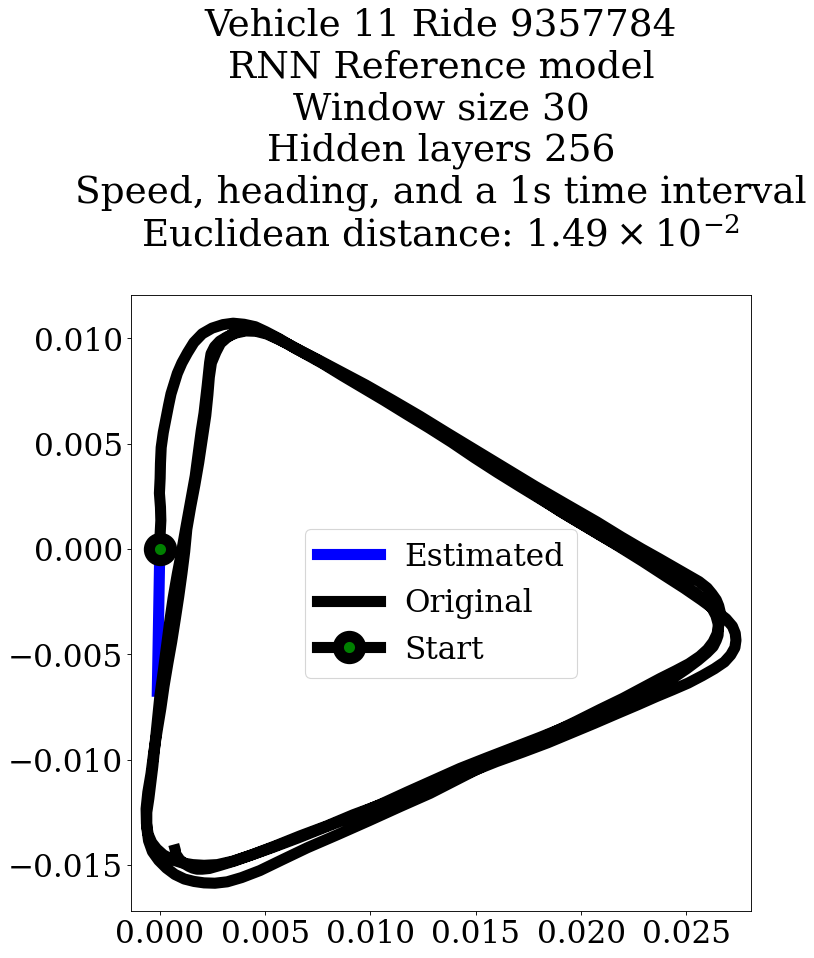 Vehicle 11 Ride 9357784
RNN Reference model
Window size 30
Hidden layers 256
Speed, heading, and a 1s time interval
Euclidean distance: 1.49 × 10⁻²
0.010
0.005
0.000
−0.005
−0.010
−0.015
Estimated
Original
Start
0.000 0.005 0.010 0.015 0.020 0.025